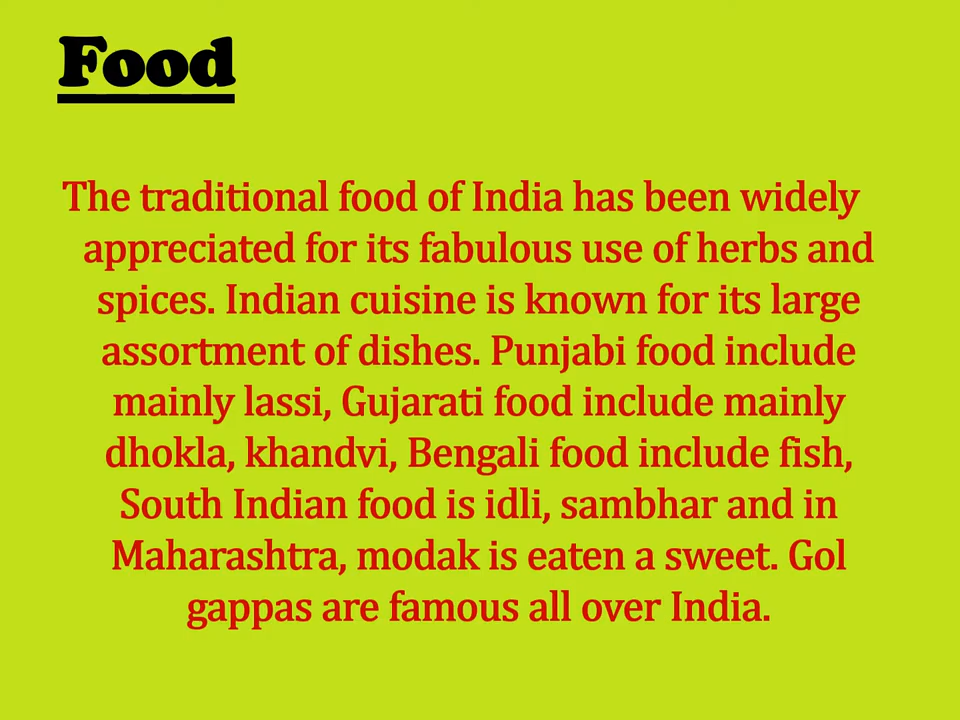 Food
The traditional food of India has been widely
appreciated for its fabulous use of herbs and
spices. Indian cuisine is known for its large
assortment of dishes. Punjabi food include
mainly lassi, Gujarati food include mainly
dhokla, khandvi, Bengali food include fish,
South Indian food is idli, sambhar and in
Maharashtra, modak is eaten a sweet. Gol
gappas are famous all over India.